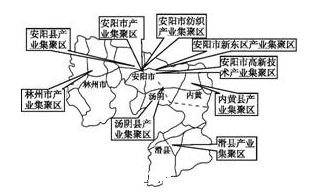 安阳县产
业集聚区
安阳市产
业集聚区
安阳市纺织
产业集聚区
安阳市新东区产业集聚区
安阳市高新技
术产业集聚区
安阳市
林州市
汤阴
内黄
林州市产
业集聚区
汤阴县产
业集聚区
内黄县产
业集聚区
滑县
滑县产业
集聚区